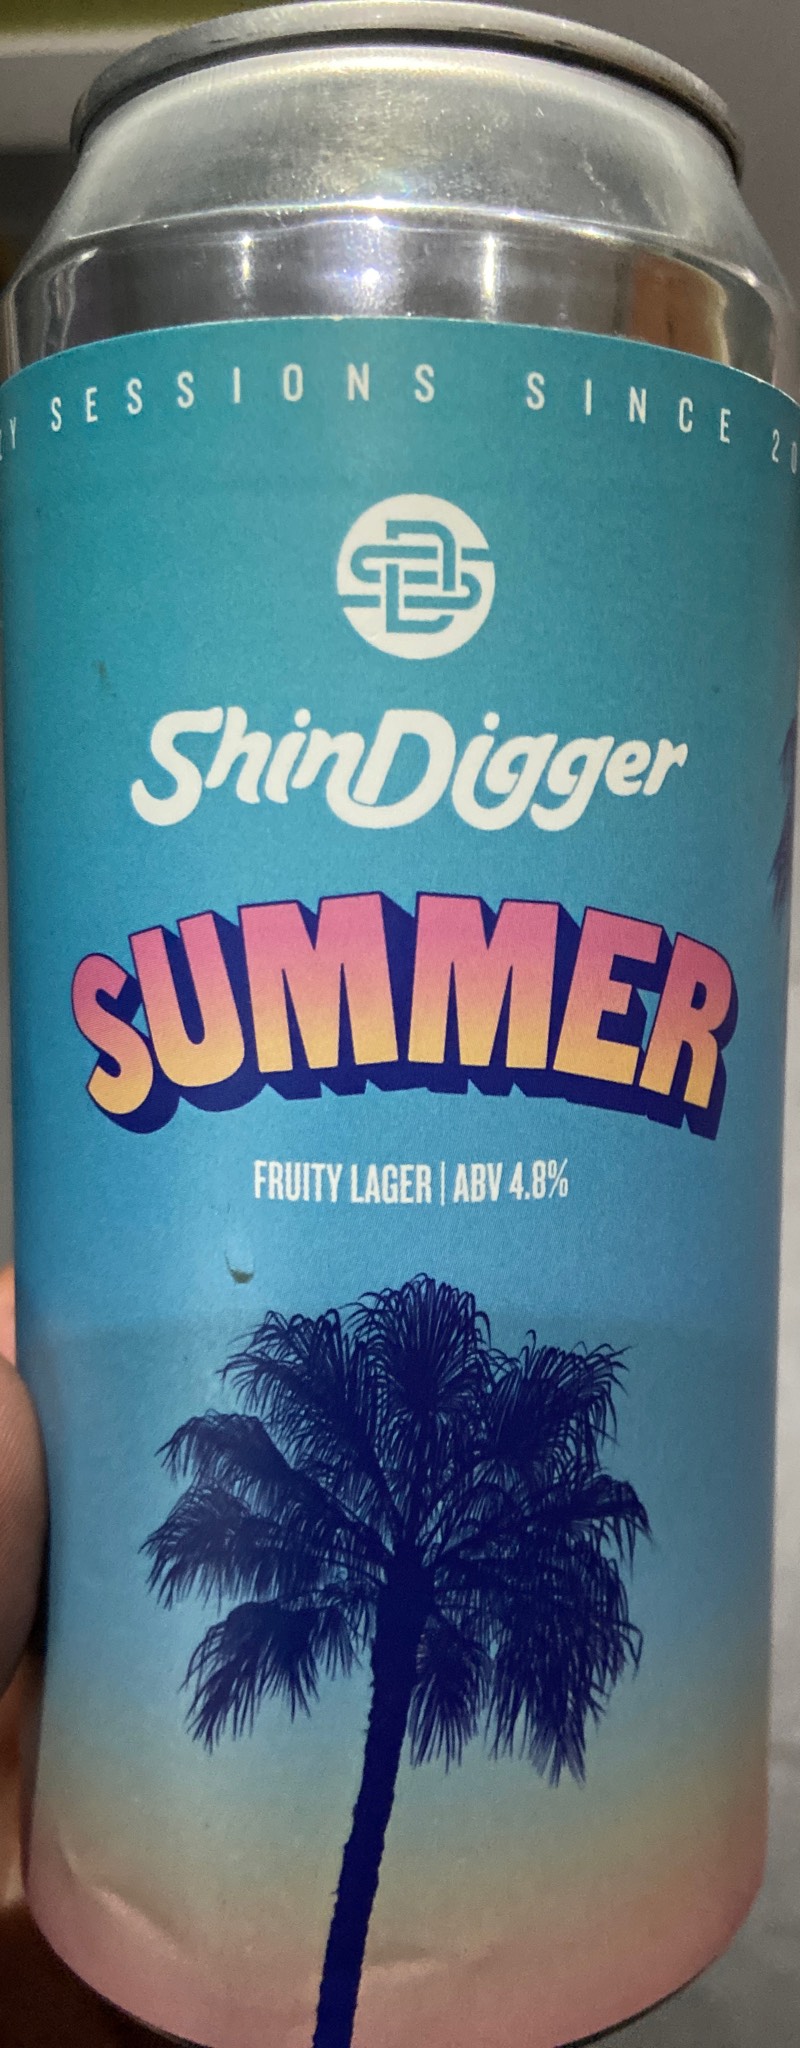 SESSIONS SINCE
ShinDigger
SUMMER
FRUITY LAGER | ABV 4.8%